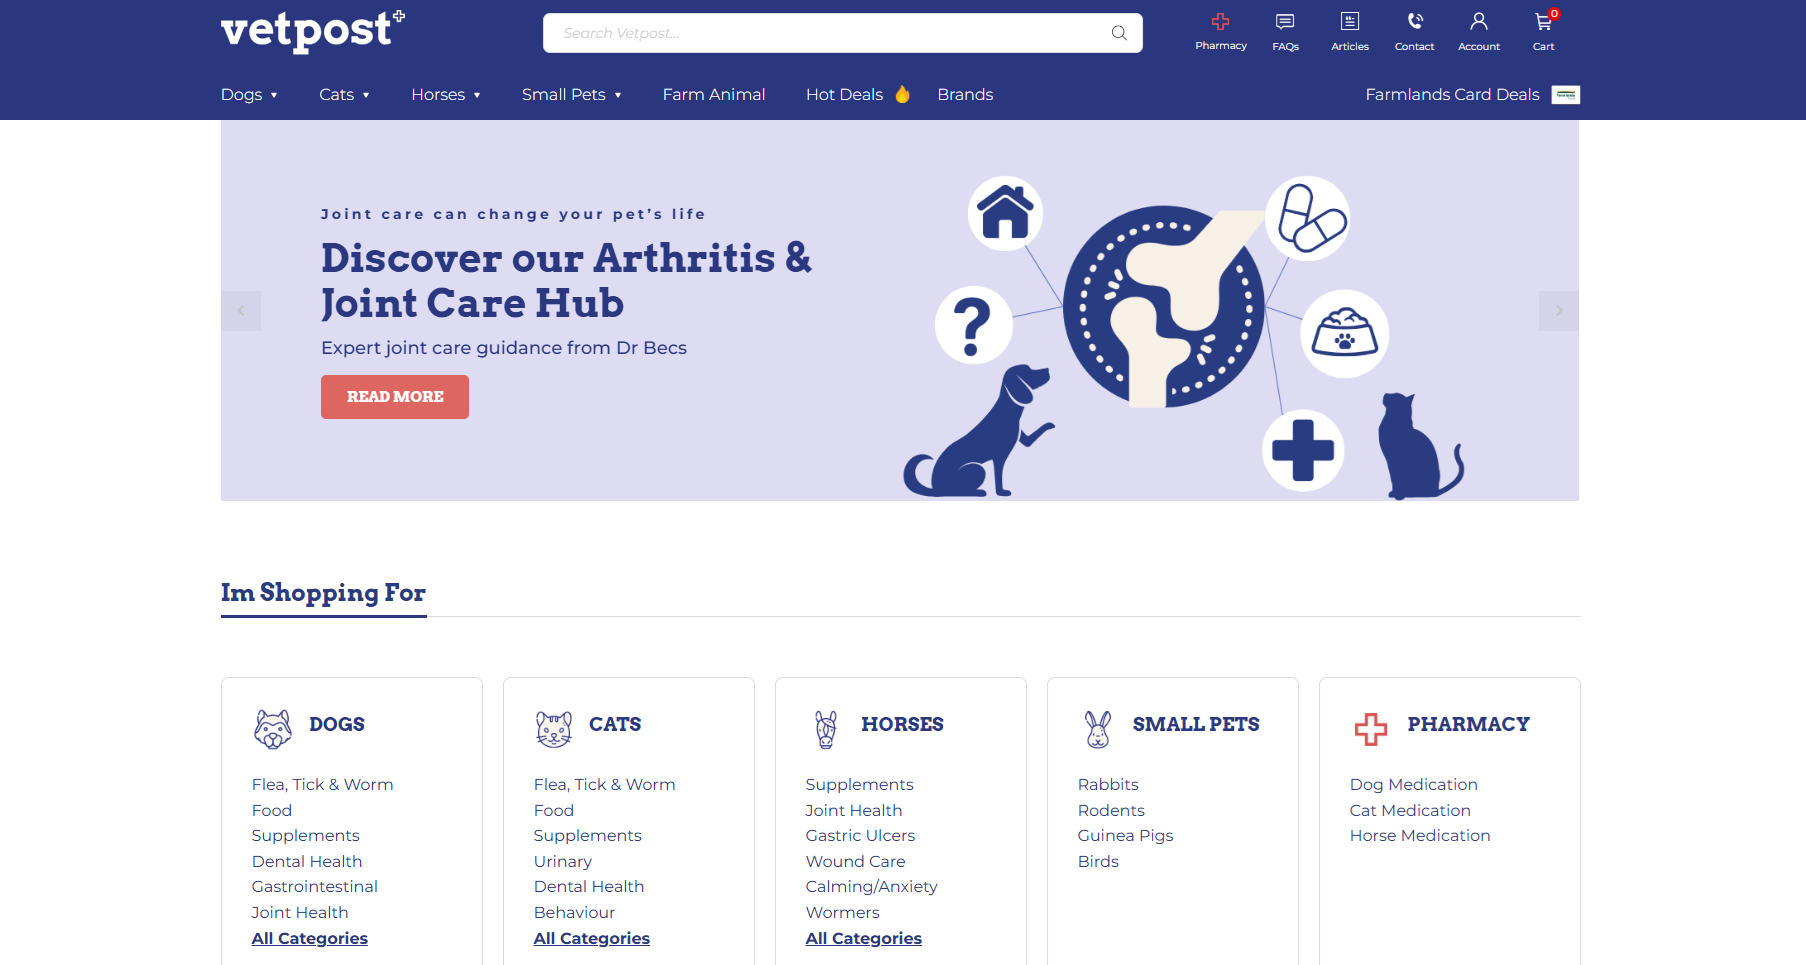 vetpost
Search Vetpost...
Pharmacy
FAQs
Articles
Contact
Account
0
Cart
Dogs
Cats
Horses
Small Pets
Farm Animal
Hot Deals
Brands
Farmlands Card Deals
Joint care can change your pet's life
Discover our Arthritis &
Joint Care Hub
Expert joint care guidance from Dr Becs
READ MORE
?
Im Shopping For
DOGS
Flea, Tick & Worm
Food
Supplements
Dental Health
Gastrointestinal
Joint Health
All Categories
CATS
Flea, Tick & Worm
Food
Supplements
Urinary
Dental Health
Behaviour
All Categories
HORSES
Supplements
Joint Health
Gastric Ulcers
Wound Care
Calming/Anxiety
Wormers
All Categories
SMALL PETS
Rabbits
Rodents
Guinea Pigs
Birds
PHARMACY
Dog Medication
Cat Medication
Horse Medication